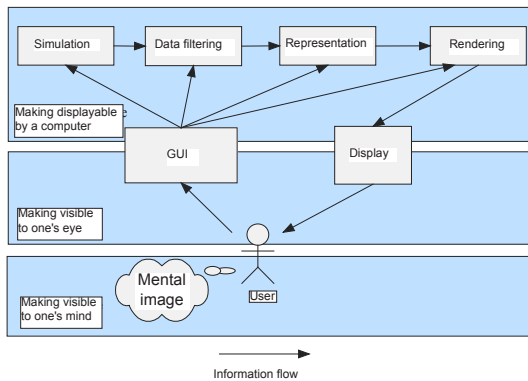 Simulation
Data filtering
Representation
Rendering
Making displayable
by a computer
GUI
Display
Making visible
to one's eye
Mental
image
User
Making visible
to one's mind
Information flow